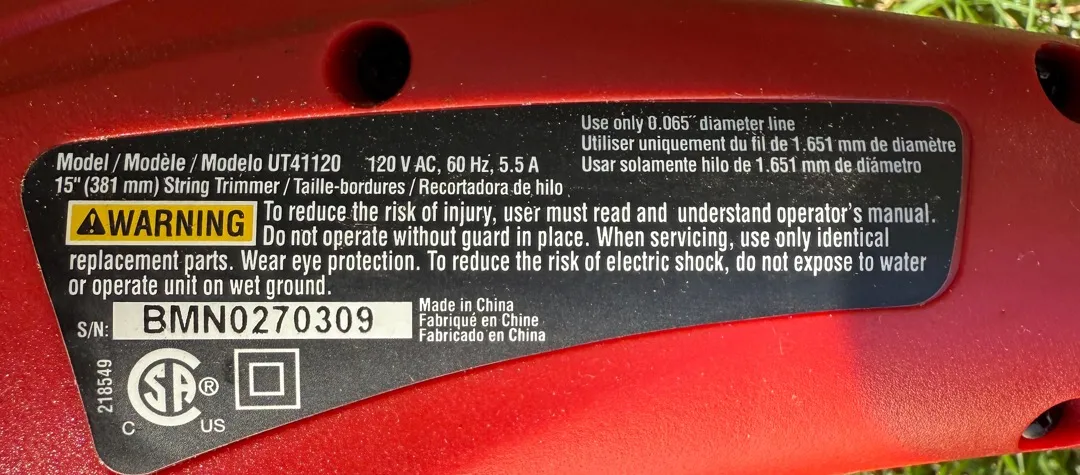 Use only 0.065" diameter line
Utiliser uniquement du fil de 1.651 mm de diamètre
Usar solamente hilo de 1.651 mm de diámetro
Model / Modèle / Modelo UT41120 120 V AC, 60 Hz, 5.5 A
15" (381 mm) String Trimmer / Taille-bordures / Recortadora de hilo
WARNING To reduce the risk of injury, user must read and understand operator's manual.
Do not operate without guard in place. When servicing, use only identical
replacement parts. Wear eye protection. To reduce the risk of electric shock, do not expose to water
or operate unit on wet ground.
S/N: BMN0270309
Made in China
Fabriqué en Chine
Fabricado en China
218549
CSA ®
C US